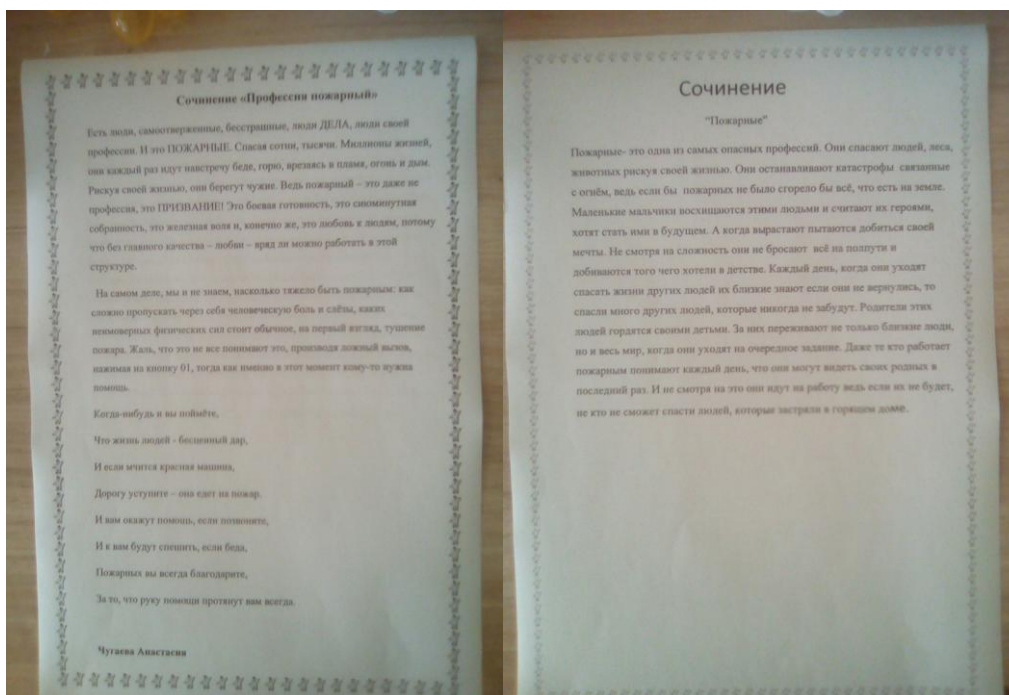 Сочинение «Профессия пожарный»
Есть люди, самоотверженные, бесстрашные, люди ДЕЛА, люди своей
профессии. И это ПОЖАРНЫЕ. Спасая сотни, тысячи. Миллионы жизней,
они каждый раз идут навстречу беде, горю, врезаясь в пламя, огонь и дым.
Рискуя своей жизнью, они берегут чужие. Ведь пожарный – это даже не
профессия, это ПРИЗВАНИЕ! Это боевая готовность, это сиюминутная
собранность, это железная воля и, конечно же, это любовь к людям, потому
что без главного качества – любви – вряд ли можно работать в этой
структуре.
На самом деле, мы и не знаем, насколько тяжело быть пожарным: как
сложно пропускать через себя человеческую боль и слёзы, каких
неимоверных физических сил стоит обычное, на первый взгляд, тушение
пожара. Жаль, что это не все понимают это, производя ложный вызов,
нажимая на кнопку 01, тогда как именно в этот момент кому-то нужна
помощь.
Когда-нибудь и вы поймёте,
Что жизнь людей - бесценный дар,
И если мчится красная машина,
Дорогу уступите – она едет на пожар.
И вам окажут помощь, если позвоните,
И к вам будут спешить, если беда,
Пожарных вы всегда благодарите,
За то, что руку помощи протянут вам всегда.
Чугаева Анастасия
Сочинение
"Пожарные"
Пожарные- это одна из самых опасных профессий. Они спасают людей, леса,
животных рискуя своей жизнью. Они останавливают катастрофы связанные
с огнём, ведь если бы пожарных не было сгорело бы всё, что есть на земле.
Маленькие мальчики восхищаются этими людьми и считают их героями,
хотят стать ими в будущем. А когда вырастают пытаются добиться своей
мечты. Не смотря на сложность они не бросают всё на полпути и
добиваются того чего хотели в детстве. Каждый день, когда они уходят
спасать жизни других людей их близкие знают если они не вернулись, то
спасли много других людей, которые никогда не забудут. Родители этих
людей гордятся своими детьми. За них переживают не только близкие люди,
но и весь мир, когда они уходят на очередное задание. Даже те кто работает
пожарным понимают каждый день, что они могут видеть своих родных в
последний раз. И не смотря на это они идут на работу ведь если их не будет,
не кто не сможет спасти людей, которые застряли в горящем доме.